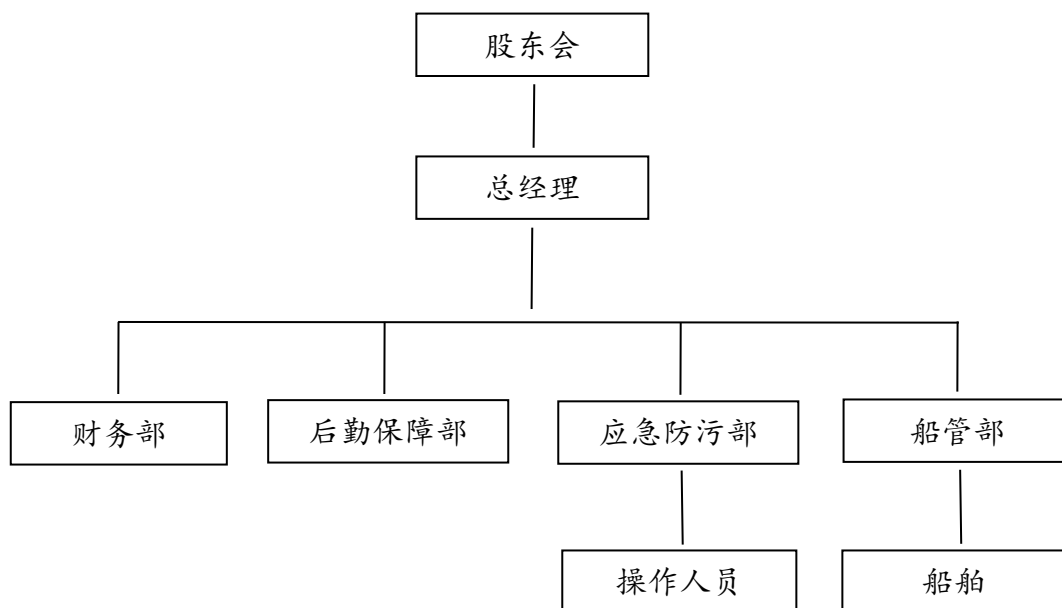 股东会
总经理
财务部
后勤保障部
应急防污部
船管部
操作人员
船舶